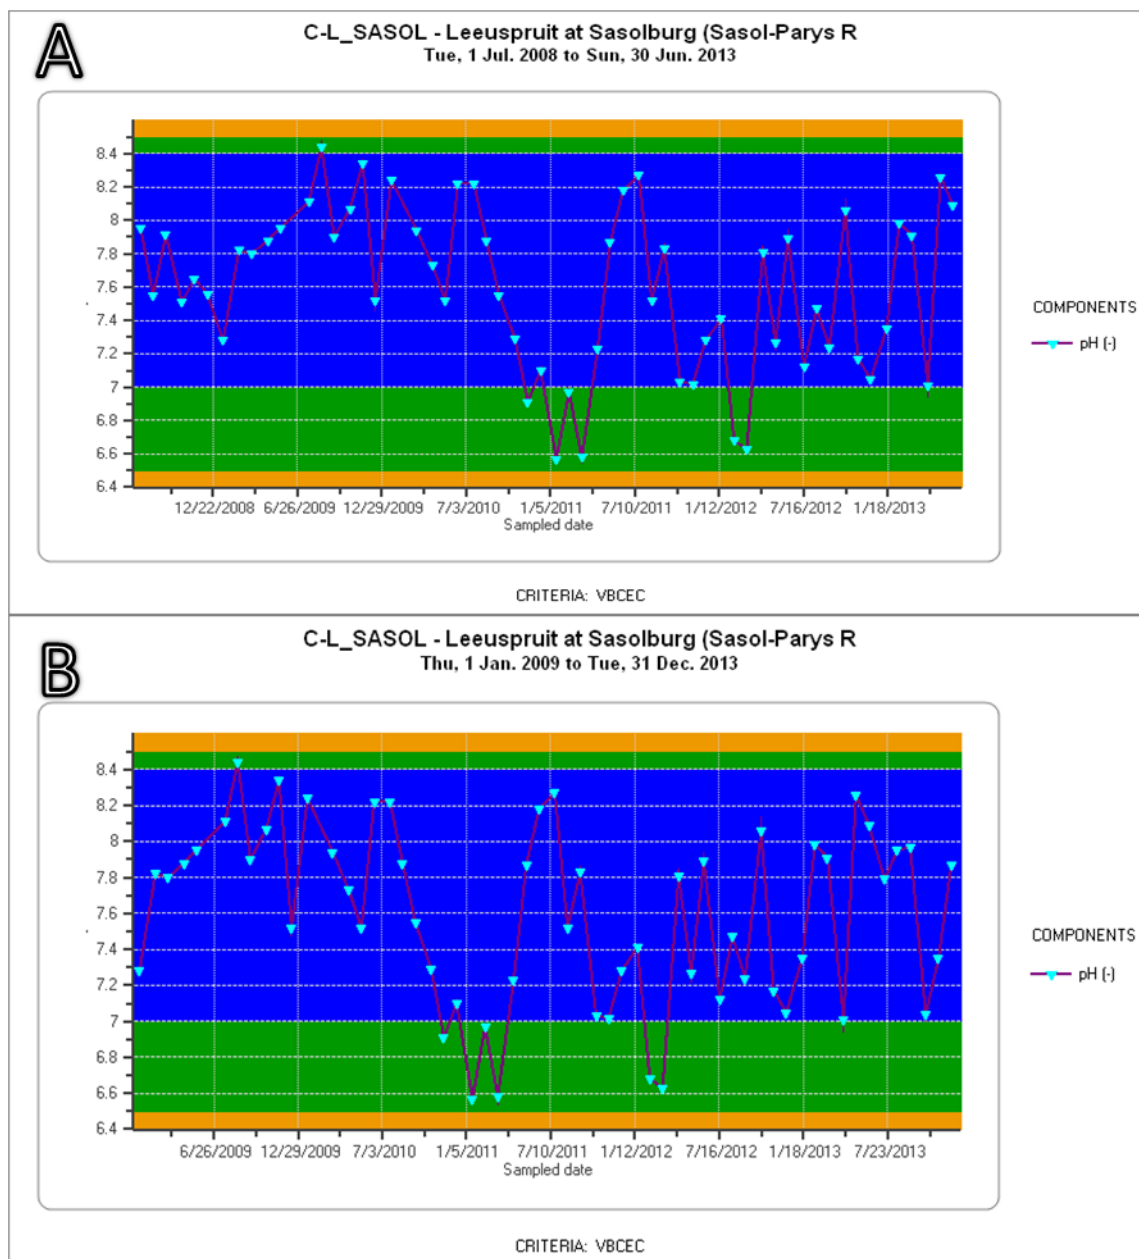 A
C-L_SASOL - Leeuspruit at Sasolburg (Sasol-Parys R
Tue, 1 Jul. 2008 to Sun, 30 Jun. 2013
8.4
8.2
8
7.8
7.6
7.4
7.2
7
6.8
6.6
6.4
12/22/2008 6/26/2009 12/29/2009 7/3/2010 1/5/2011 7/10/2011 1/12/2012 7/16/2012 1/18/2013
Sampled date
COMPONENTS
pH (-)
CRITERIA: VBCEC
B
C-L_SASOL - Leeuspruit at Sasolburg (Sasol-Parys R
Thu, 1 Jan. 2009 to Tue, 31 Dec. 2013
8.4
8.2
8
7.8
7.6
7.4
7.2
7
6.8
6.6
6.4
6/26/2009 12/29/2009 7/3/2010 1/5/2011 7/10/2011 1/12/2012 7/16/2012 1/18/2013 7/23/2013
Sampled date
COMPONENTS
pH (-)
CRITERIA: VBCEC